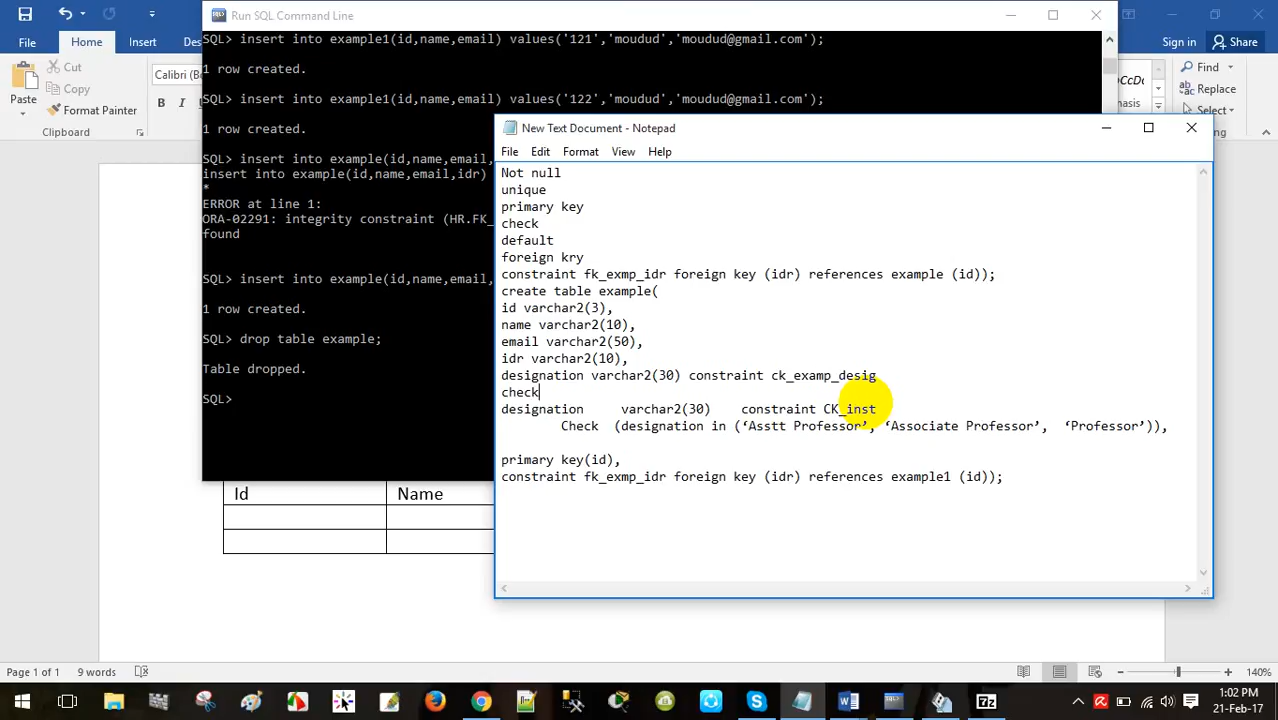 Run SQL Command Line
File
Home
Insert
Des
Sign in
Share
Paste
Cut
Copy
Format Painter
Clipboard
Calibri (Bo
B
I
Find
Replace
Select
SQL> insert into example1(id,name,email) values('121','moudud','moudud@gmail.com');
1 row created.
SQL> insert into example1(id,name,email) values('122','moudud','moudud@gmail.com');
1 row created.
SQL> insert into example(id,name,email,
insert into example(id,name,email,idr)
*
ERROR at line 1:
ORA-02291: integrity constraint (HR.FK_
found
SQL> insert into example(id,name,email,
1 row created.
SQL> drop table example;
Table dropped.
SQL>
New Text Document - Notepad
File Edit Format View Help
Not null
unique
primary key
check
default
foreign kry
constraint fk_exmp_idr foreign key (idr) references example (id));
create table example(
id varchar2(3),
name varchar2(10),
email varchar2(50),
idr varchar2(10),
designation varchar2(30) constraint ck_examp_desig
check
designation varchar2(30) constraint CK_inst
Check (designation in (‘Asstt Professor’, ‘Associate Professor’, ‘Professor’)),
primary key(id),
constraint fk_exmp_idr foreign key (idr) references example1 (id));
Id Name
Page 1 of 1 9 words
140%
1:02 PM
21-Feb-17